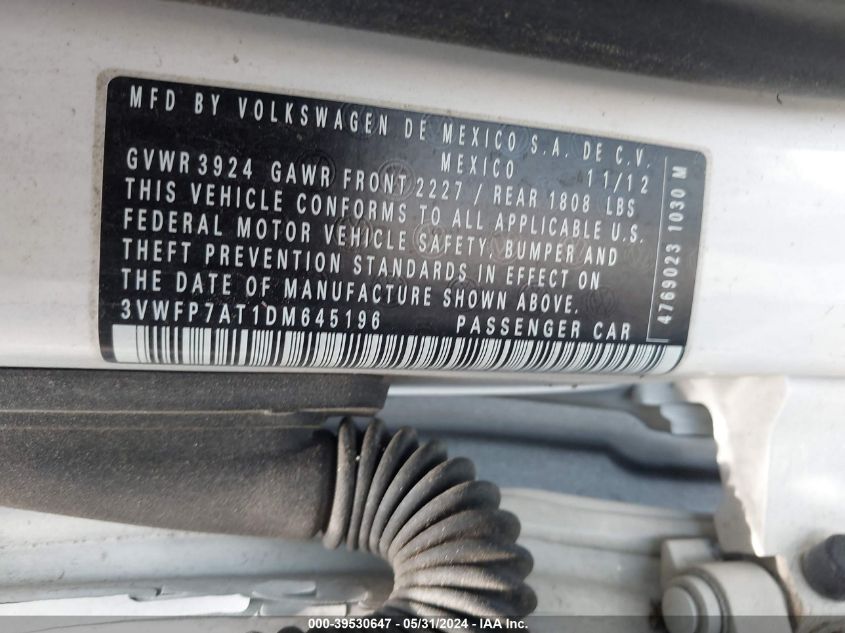 MFD BY VOLKSWAGEN DE MEXICO S.A. DE C.V.
MEXICO 11/12
GVWR 3924 GAWR FRONT 2227 / REAR 1808 LBS
THIS VEHICLE CONFORMS TO ALL APPLICABLE U.S.
FEDERAL MOTOR VEHICLE SAFETY, BUMPER AND
THEFT PREVENTION STANDARDS IN EFFECT ON
THE DATE OF MANUFACTURE SHOWN ABOVE.
3VWFP7AT1DM645196 PASSENGER CAR
4769023 1030 M
000-39530647 - 05/31/2024 - IAA Inc.